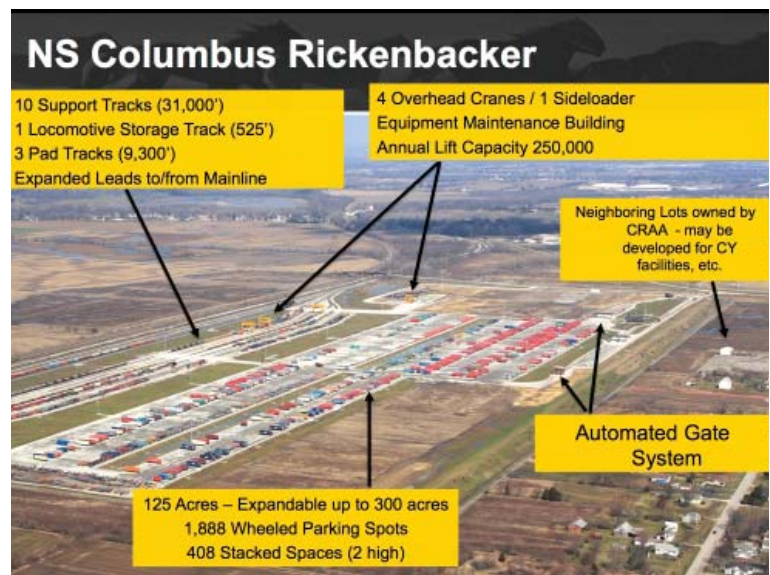 NS Columbus Rickenbacker
10 Support Tracks (31,000')
1 Locomotive Storage Track (525')
3 Pad Tracks (9,300')
Expanded Leads to/from Mainline
4 Overhead Cranes / 1 Sideloader
Equipment Maintenance Building
Annual Lift Capacity 250,000
Neighboring Lots owned by
CRAA - may be
developed for CY
facilities, etc.
Automated Gate
System
125 Acres – Expandable up to 300 acres
1,888 Wheeled Parking Spots
408 Stacked Spaces (2 high)